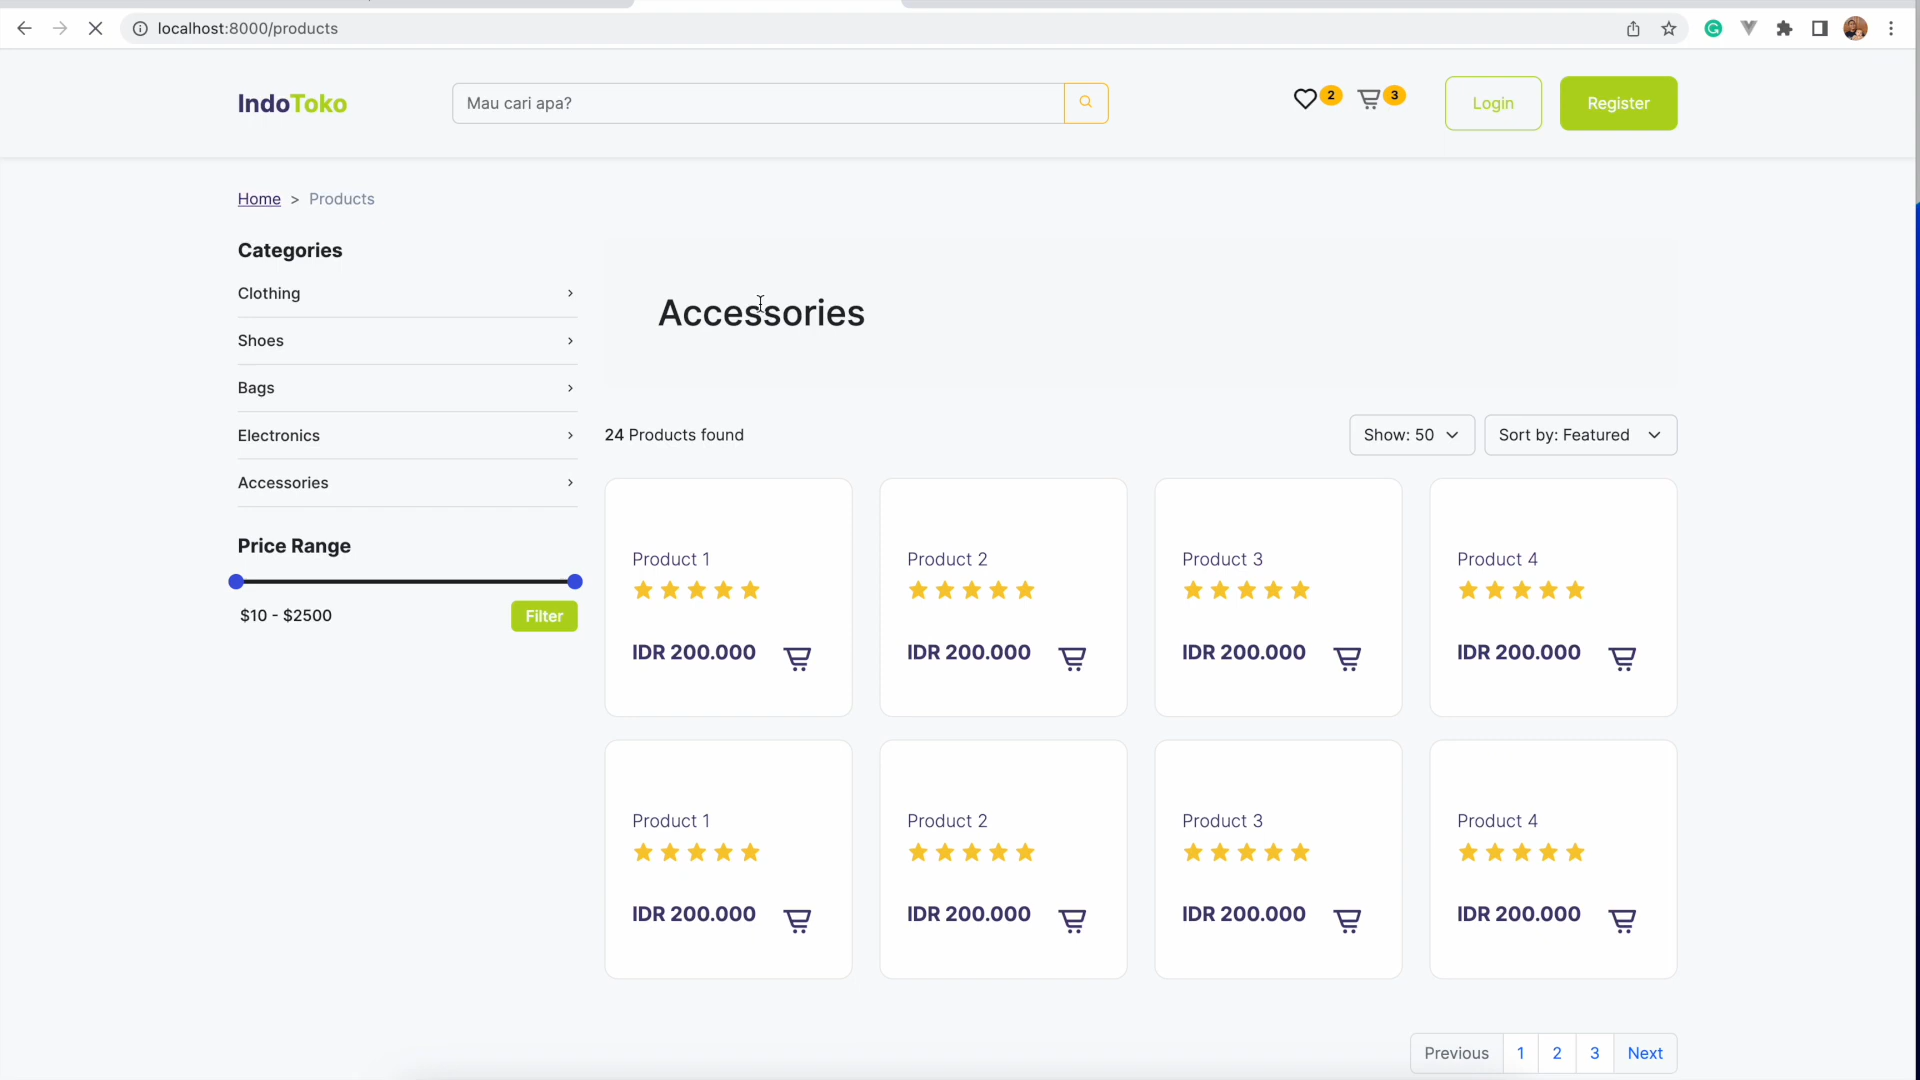 localhost:8000/products
IndoToko
Mau cari apa?
2
3
Login
Register
Home > Products
Categories
Clothing
Shoes
Bags
Electronics
Accessories
Price Range
$10 - $2500
Filter
Accessories
24 Products found
Show: 50
Sort by: Featured
Product 1
Product 2
Product 3
Product 4
IDR 200.000
IDR 200.000
IDR 200.000
IDR 200.000
Product 1
Product 2
Product 3
Product 4
IDR 200.000
IDR 200.000
IDR 200.000
IDR 200.000
Previous 1 2 3 Next